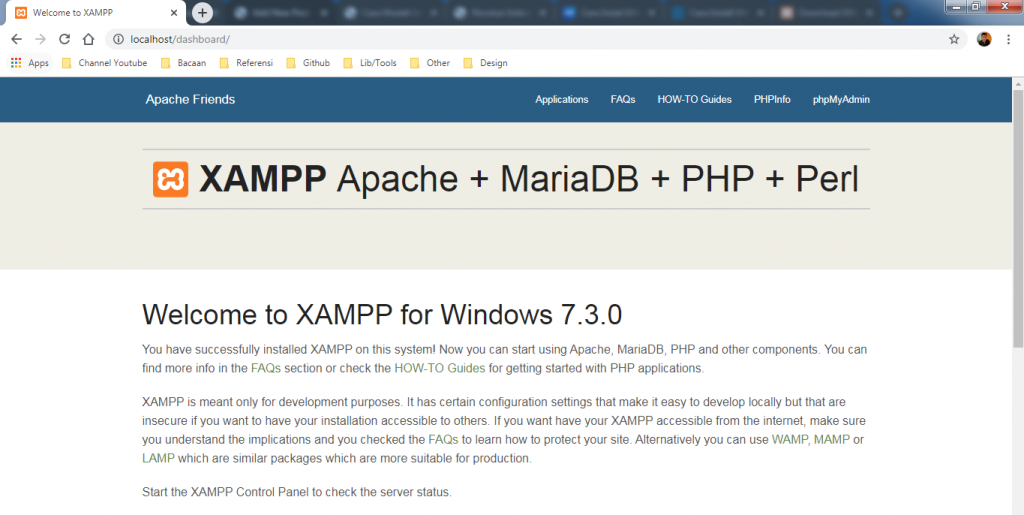 Welcome to XAMPP
localhost/dashboard/
Apps Channel Youtube Bacaan Referensi Github Lib/Tools Other Design
Apache Friends Applications FAQs HOW-TO Guides PHPInfo phpMyAdmin
XAMPP Apache + MariaDB + PHP + Perl
Welcome to XAMPP for Windows 7.3.0
You have successfully installed XAMPP on this system! Now you can start using Apache, MariaDB, PHP and other components. You can
find more info in the FAQs section or check the HOW-TO Guides for getting started with PHP applications.
XAMPP is meant only for development purposes. It has certain configuration settings that make it easy to develop locally but that are
insecure if you want to have your installation accessible to others. If you want have your XAMPP accessible from the internet, make sure
you understand the implications and you checked the FAQs to learn how to protect your site. Alternatively you can use WAMP, MAMP or
LAMP which are similar packages which are more suitable for production.
Start the XAMPP Control Panel to check the server status.